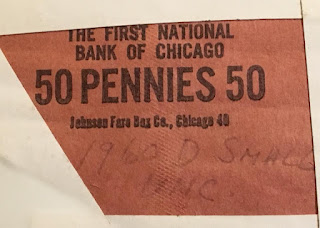 THE FIRST NATIONAL
BANK OF CHICAGO
50 PENNIES 50
Johnson Fare Box Co., Chicago 40
1960 D SMALL
UNC.